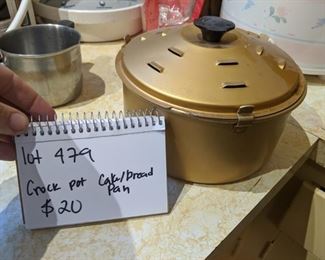 lot 479
Crock pot Cake/bread
pan
$20